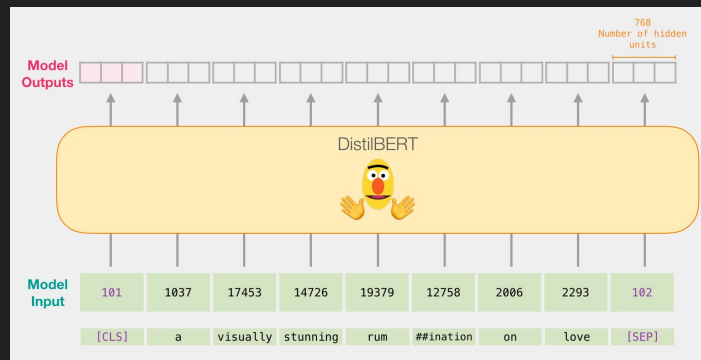 768
Number of hidden
units
Model
Outputs
DistilBERT
Model
Input
101 1037 17453 14726 19379 12758 2006 2293 102
[CLS] a visually stunning rum ##ination on love [SEP]